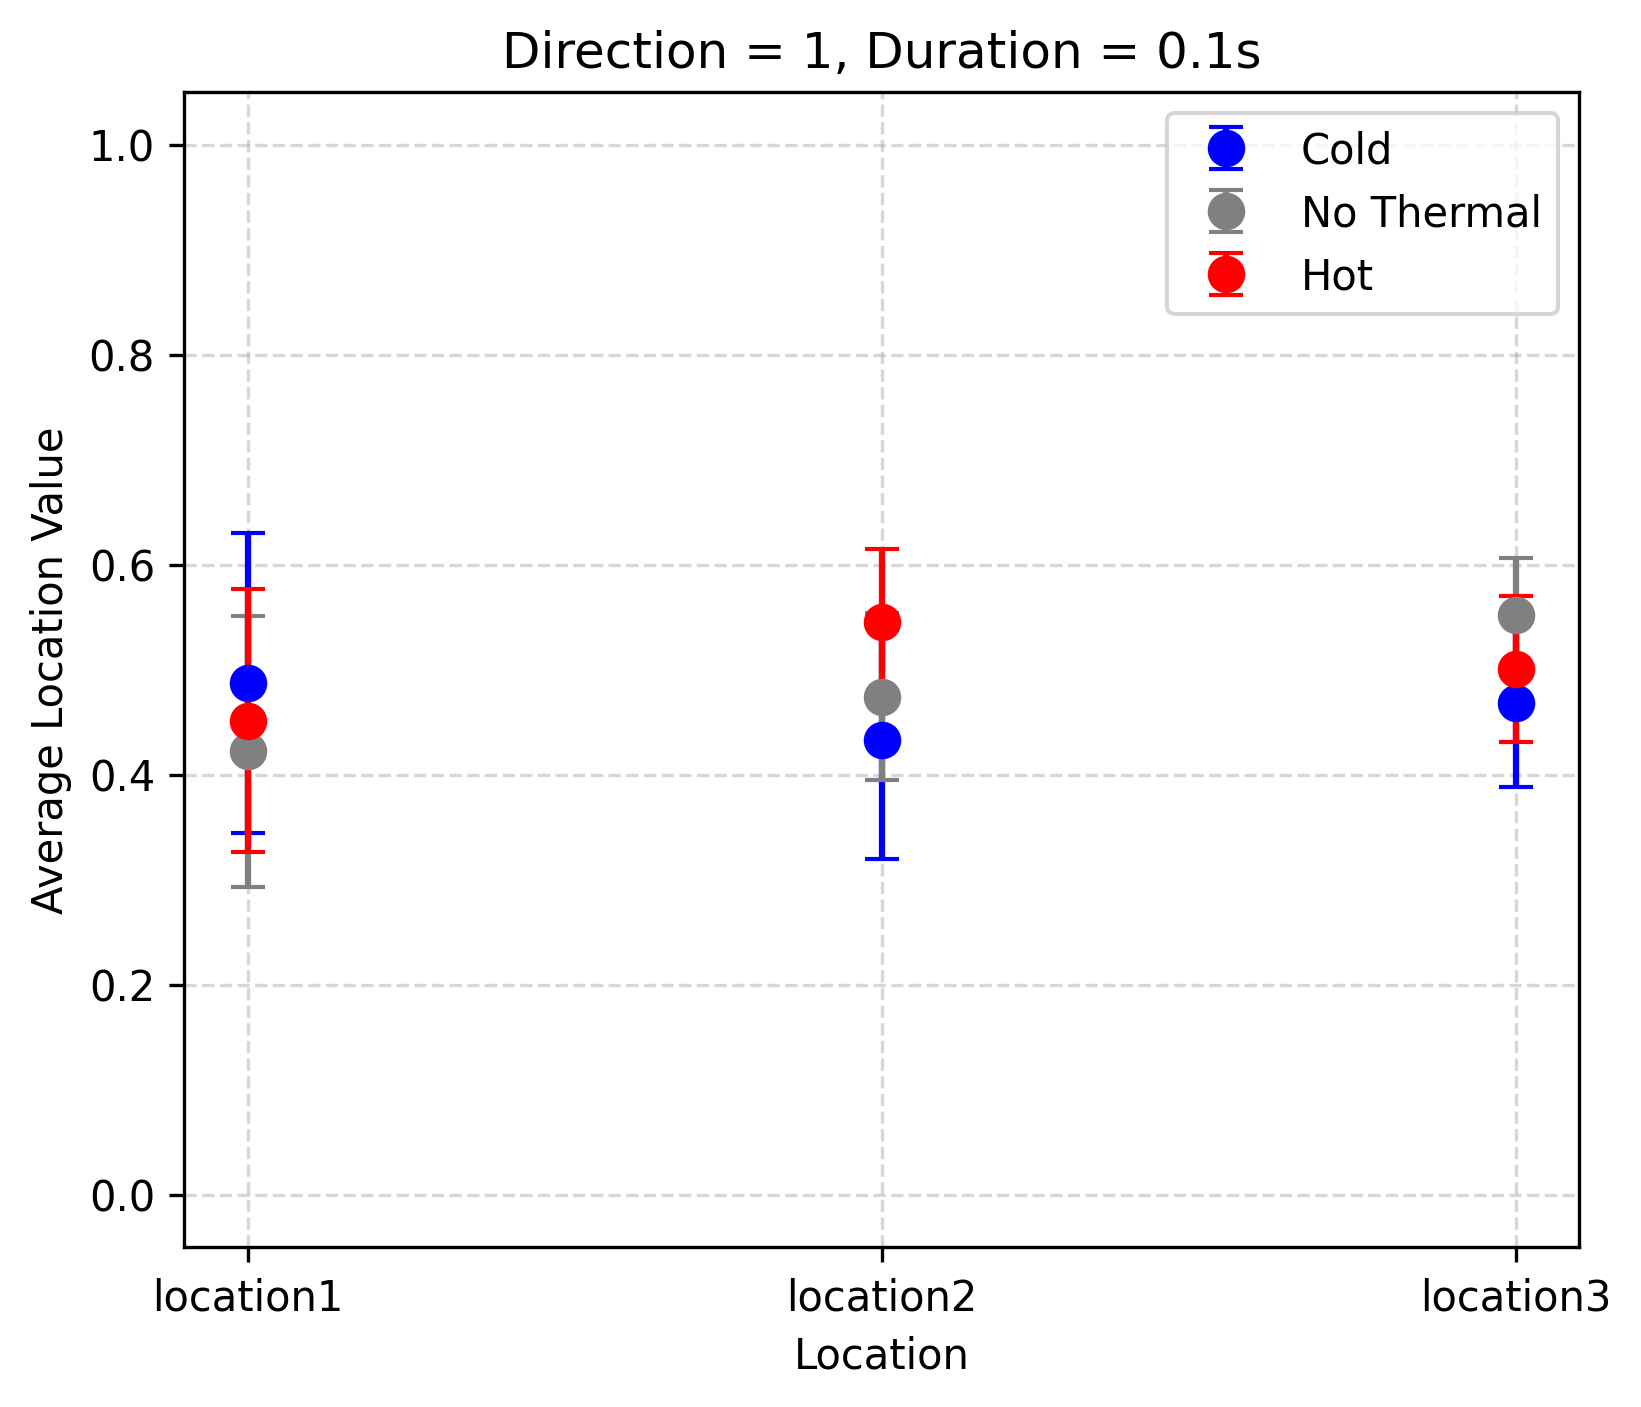 Direction = 1, Duration = 0.1s
Cold
No Thermal
Hot
1.0
0.8
0.6
0.4
0.2
0.0
Average Location Value
location1
location2
location3
Location